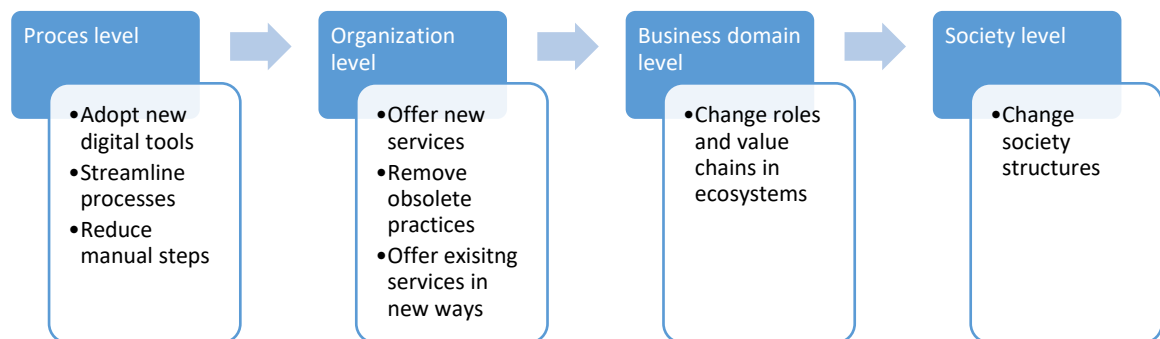 Proces level
•Adopt new
digital tools
•Streamline
processes
•Reduce
manual steps
Organization
level
•Offer new
services
•Remove
obsolete
practices
•Offer exisitng
services in
new ways
Business domain
level
•Change roles
and value
chains in
ecosystems
Society level
•Change
society
structures